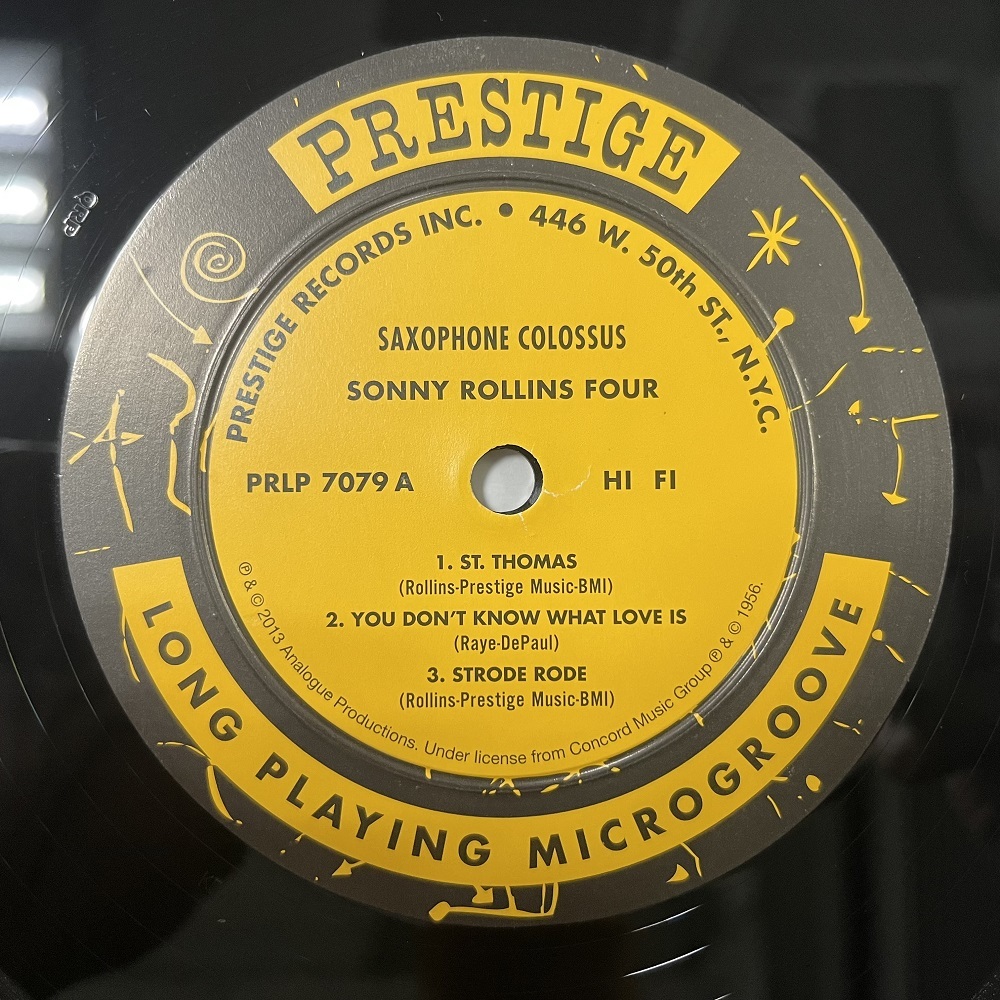 PRESTIGE
PRESTIGE RECORDS INC. • 446 W. 50th ST., N.Y.C.
SAXOPHONE COLOSSUS
SONNY ROLLINS FOUR
PRLP 7079 A
HI FI
1. ST. THOMAS
(Rollins-Prestige Music-BMI)
2. YOU DON'T KNOW WHAT LOVE IS
(Raye-DePaul)
3. STRODE RODE
(Rollins-Prestige Music-BMI)
℗ & © 2013 Analogue Productions. Under license from Concord Music Group ℗ & © 1956.
LONG PLAYING MICROGROOVE
QRP